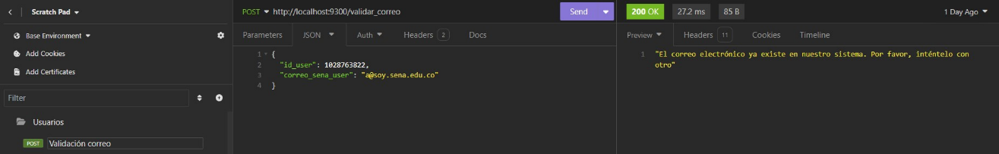 Scratch Pad
Base Environment
Add Cookies
Add Certificates
Filter
Usuarios
POST Validación correo
POST http://localhost:9300/validar_correo Send
Parameters JSON Auth Headers 2 Docs
1 {
2 "id_user": 1028763822,
3 "correo_sena_user": "a@soy.sena.edu.co"
4 }
200 OK 27.2 ms 85 B 1 Day Ago
Preview Headers 11 Cookies Timeline
1 "El correo electrónico ya existe en nuestro sistema. Por favor, inténtelo con
otro"